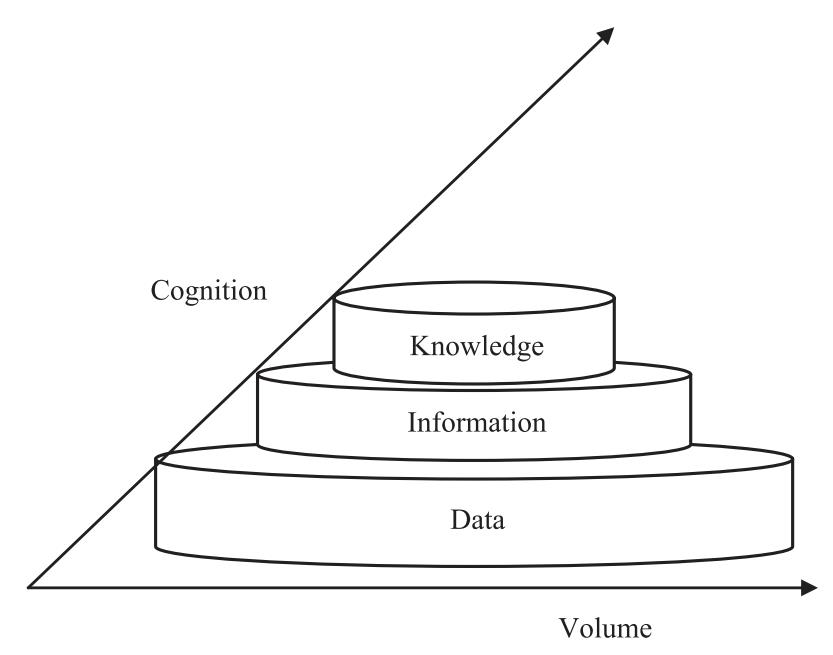 Cognition
Knowledge
Information
Data
Volume